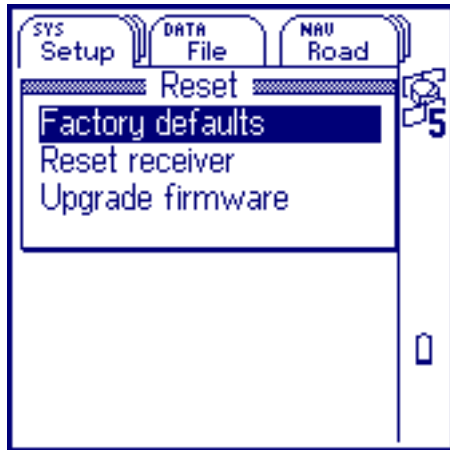 SYS DATA NAV
Setup File Road
Reset
Factory defaults
5
Reset receiver
Upgrade firmware